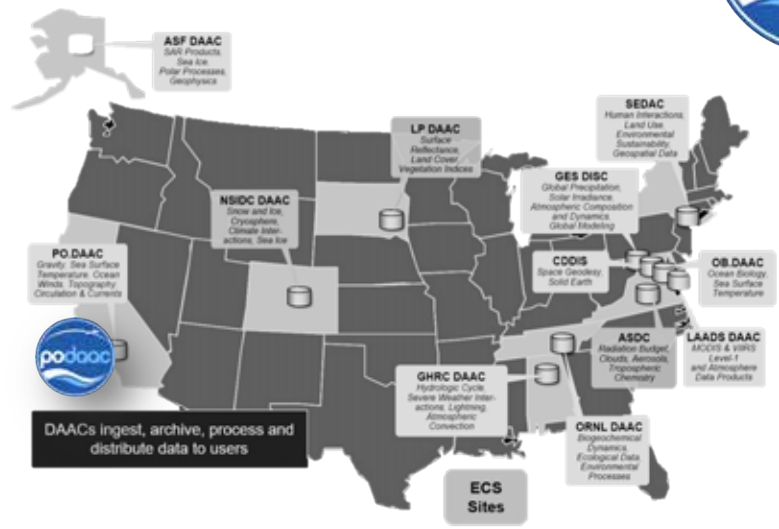 ASF DAAC
SAR Products,
Sea Ice,
Polar Processes,
Geophysics
SEDAC
Human Interactions,
Land Use,
Environmental
Sustainability,
Geospatial Data
LP DAAC
Surface
Reflectance,
Land Cover,
Vegetation Indices
GES DISC
Global Precipitation,
Solar Irradiance,
Atmospheric Composition
and Dynamics,
Global Modeling
NSIDC DAAC
Snow and Ice,
Cryosphere,
Climate Inter-
actions, Sea Ice
PO.DAAC
Gravity, Sea Surface
Temperature, Ocean
Winds, Topography
Circulation & Currents
CDDIS
Space Geodesy,
Solid Earth
OB.DAAC
Ocean Biology,
Sea Surface
Temperature
podaac
ASDC
Radiation Budget,
Clouds, Aerosols,
Tropospheric
Chemistry
LAADS DAAC
MODIS & VIIRS
Level-1
and Atmosphere
Data Products
GHRC DAAC
Hydrologic Cycle,
Severe Weather Inter-
actions, Lightning,
Atmospheric
Convection
ORNL DAAC
Biogeochemical
Dynamics,
Ecological Data,
Environmental
Processes
DAACs ingest, archive, process and
distribute data to users
ECS
Sites